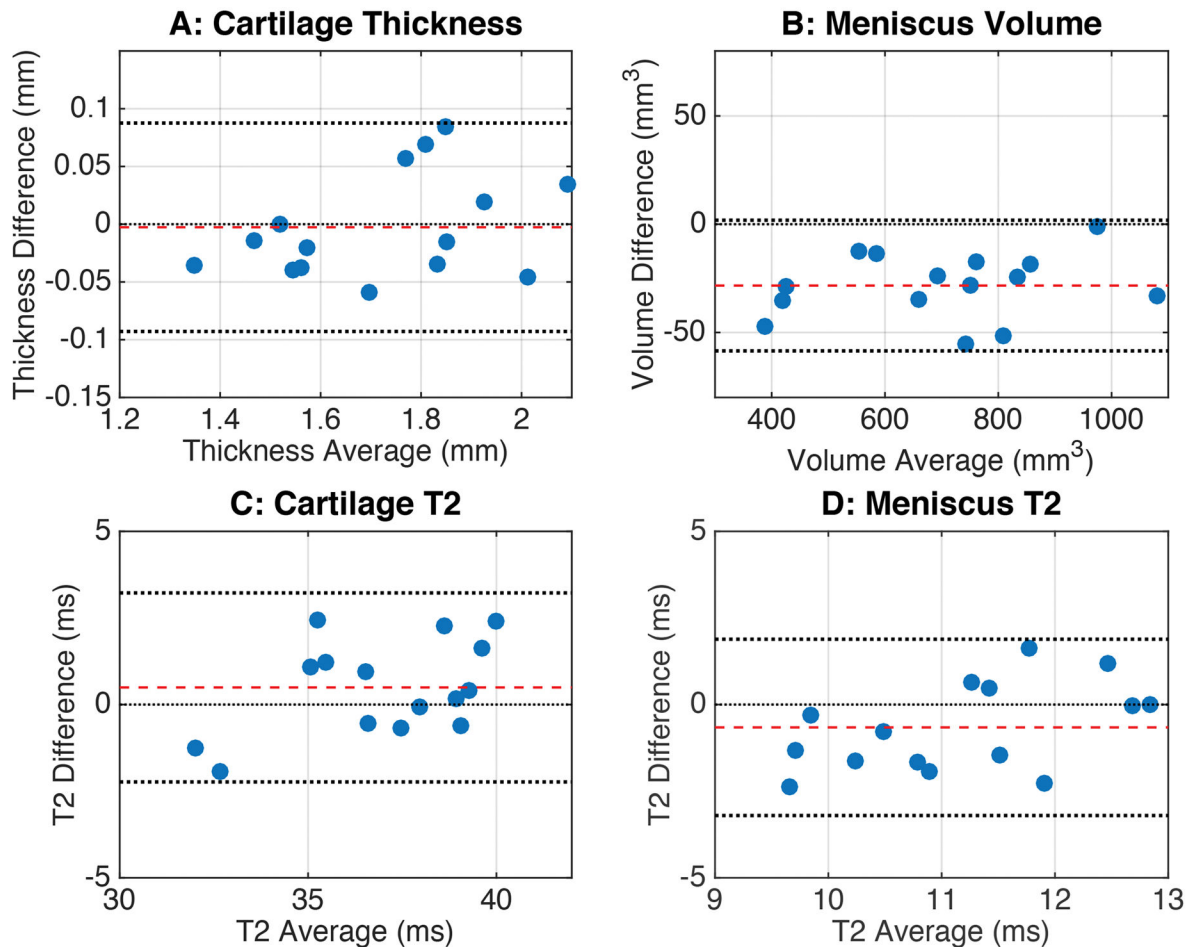 A: Cartilage Thickness
Thickness Difference (mm)
0.1
0.05
0
-0.05
-0.1
-0.15
1.2 1.4 1.6 1.8 2
Thickness Average (mm)
B: Meniscus Volume
Volume Difference (mm³)
50
0
-50
400 600 800 1000
Volume Average (mm³)
C: Cartilage T2
T2 Difference (ms)
5
0
-5
30 35 40
T2 Average (ms)
D: Meniscus T2
T2 Difference (ms)
5
0
-5
9 10 11 12 13
T2 Average (ms)